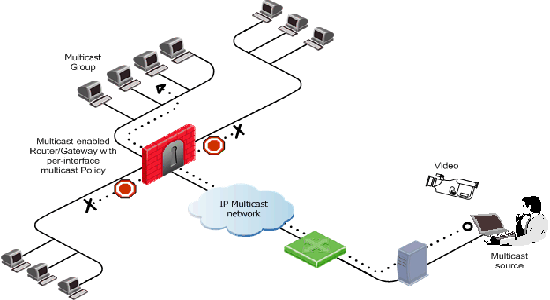 Multicast
Group
Multicast enabled
Router/Gateway with
per-interface
multicast Policy
IP Multicast
network
Video
Multicast
source